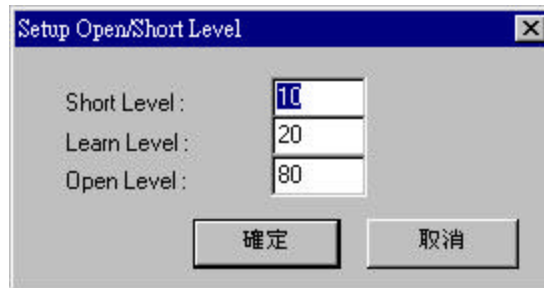 Setup Open/Short Level
Short Level : 10
Learn Level : 20
Open Level : 80
確定 取消